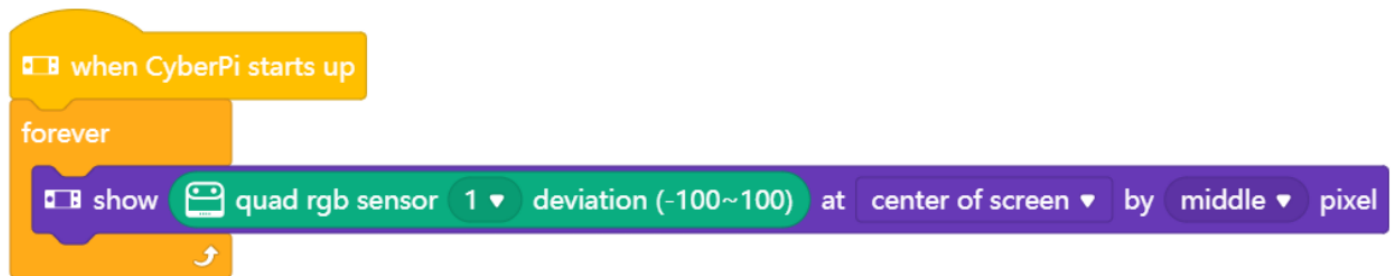 when CyberPi starts up
forever
show quad rgb sensor 1 deviation (-100~100) at center of screen by middle pixel